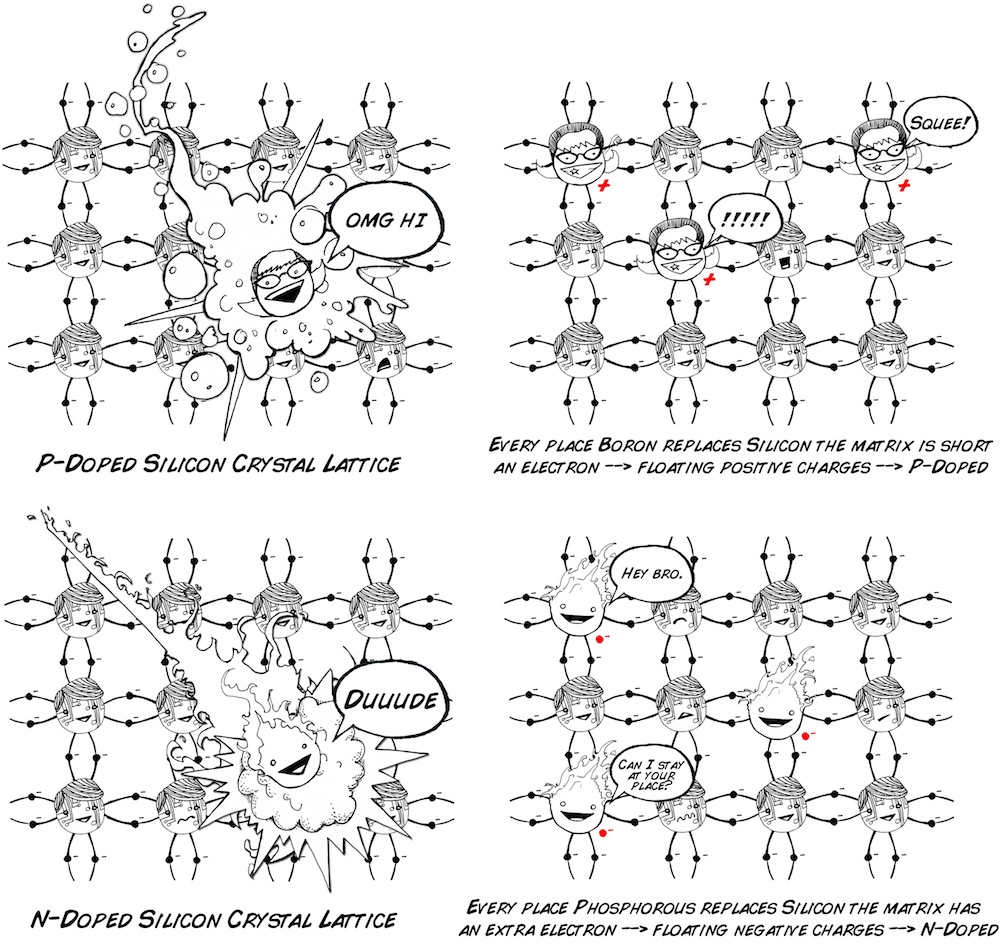 OMG HI
SQUEE!
!!!!!
P-DOPED SILICON CRYSTAL LATTICE
EVERY PLACE BORON REPLACES SILICON THE MATRIX IS SHORT
AN ELECTRON --> FLOATING POSITIVE CHARGES --> P-DOPED
DUUUUDE
HEY BRO.
CAN I STAY
AT YOUR
PLACE?
N-DOPED SILICON CRYSTAL LATTICE
EVERY PLACE PHOSPHOROUS REPLACES SILICON THE MATRIX HAS
AN EXTRA ELECTRON --> FLOATING NEGATIVE CHARGES --> N-DOPED